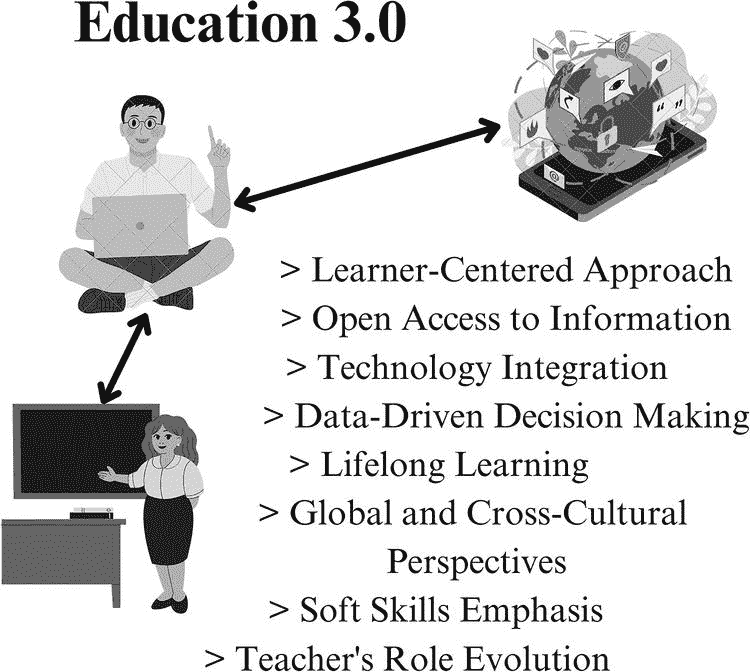 Education 3.0
> Learner-Centered Approach
> Open Access to Information
> Technology Integration
> Data-Driven Decision Making
> Lifelong Learning
> Global and Cross-Cultural
Perspectives
> Soft Skills Emphasis
> Teacher's Role Evolution